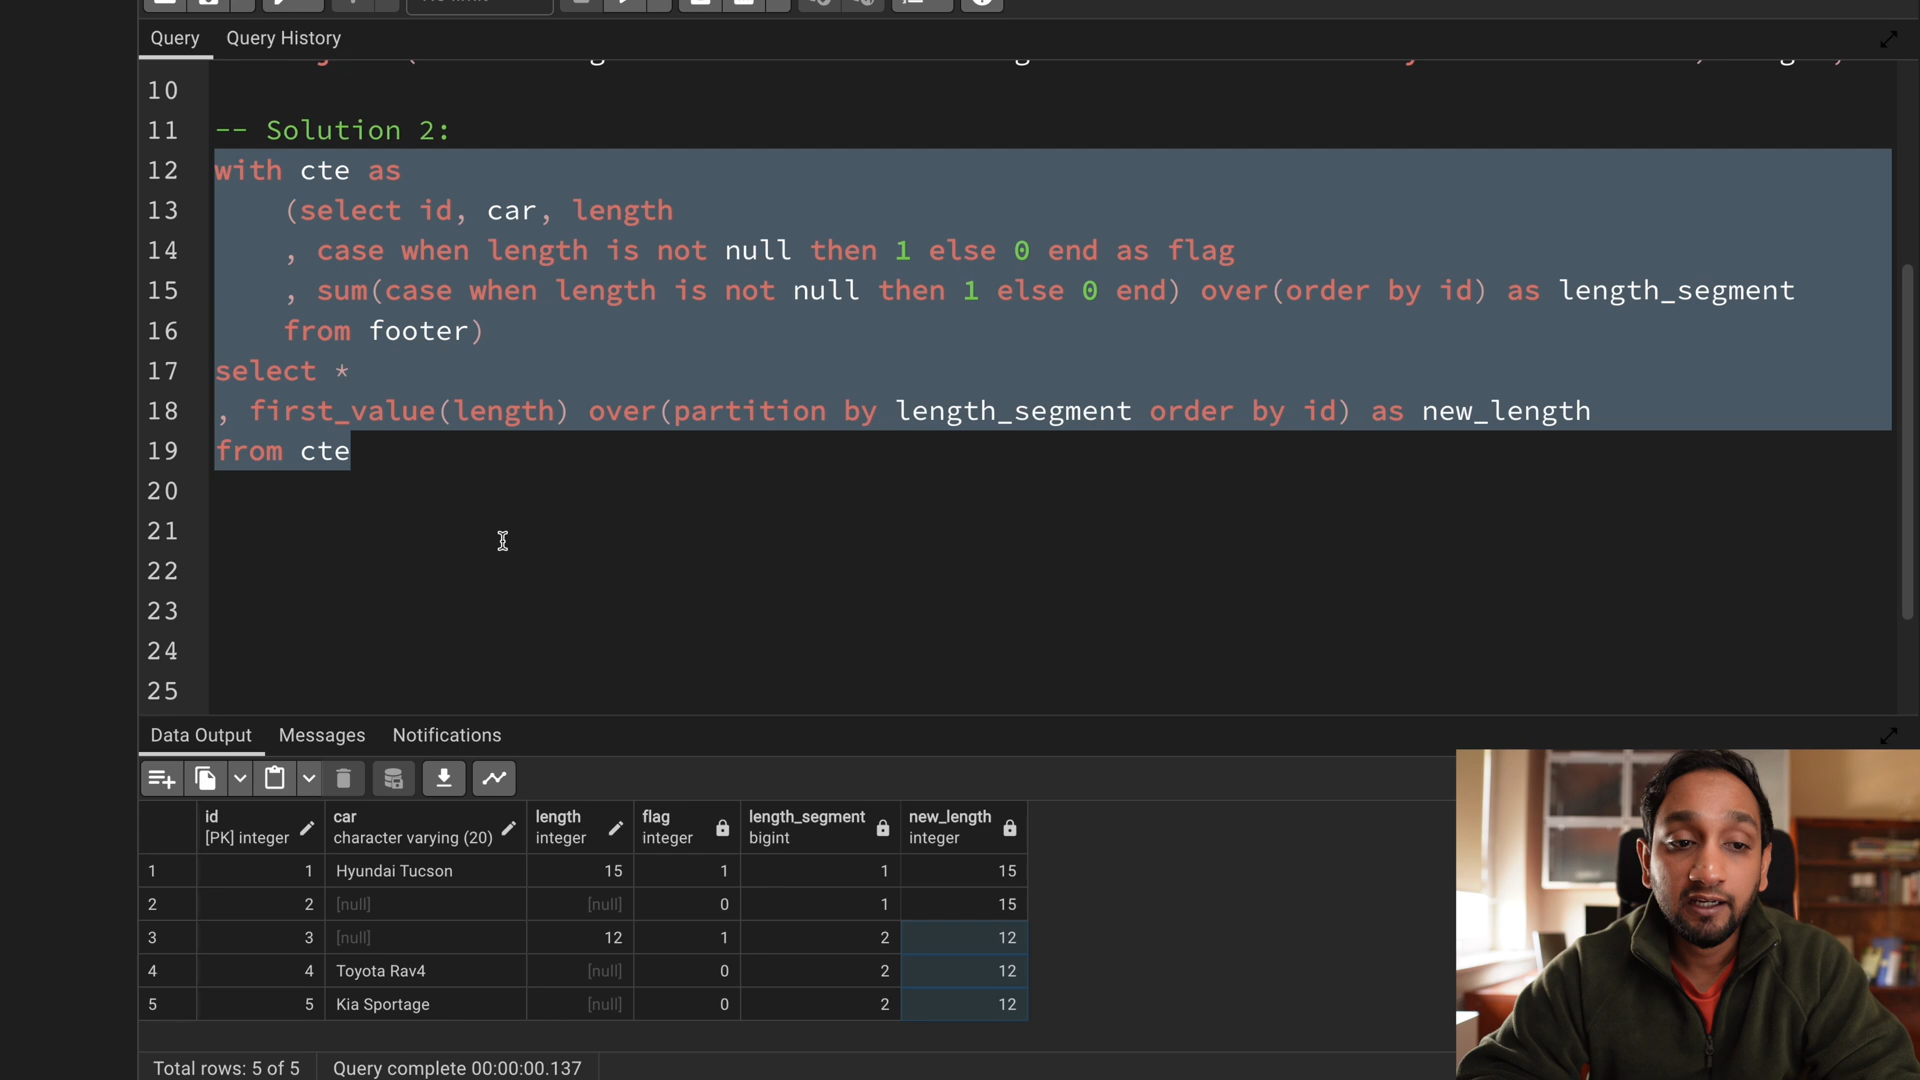 Query Query History
10
11 -- Solution 2:
12 with cte as
13 (select id, car, length
14 , case when length is not null then 1 else 0 end as flag
15 , sum(case when length is not null then 1 else 0 end) over(order by id) as length_segment
16 from footer)
17 select *
18 , first_value(length) over(partition by length_segment order by id) as new_length
19 from cte
20
21
22
23
24
25
Data Output Messages Notifications
id car length flag length_segment new_length
[PK] integer character varying (20) integer integer bigint integer
1 1 Hyundai Tucson 15 1 1 15
2 2 [null] [null] 0 1 15
3 3 [null] 12 1 2 12
4 4 Toyota Rav4 [null] 0 2 12
5 5 Kia Sportage [null] 0 2 12
Total rows: 5 of 5 Query complete 00:00:00.137